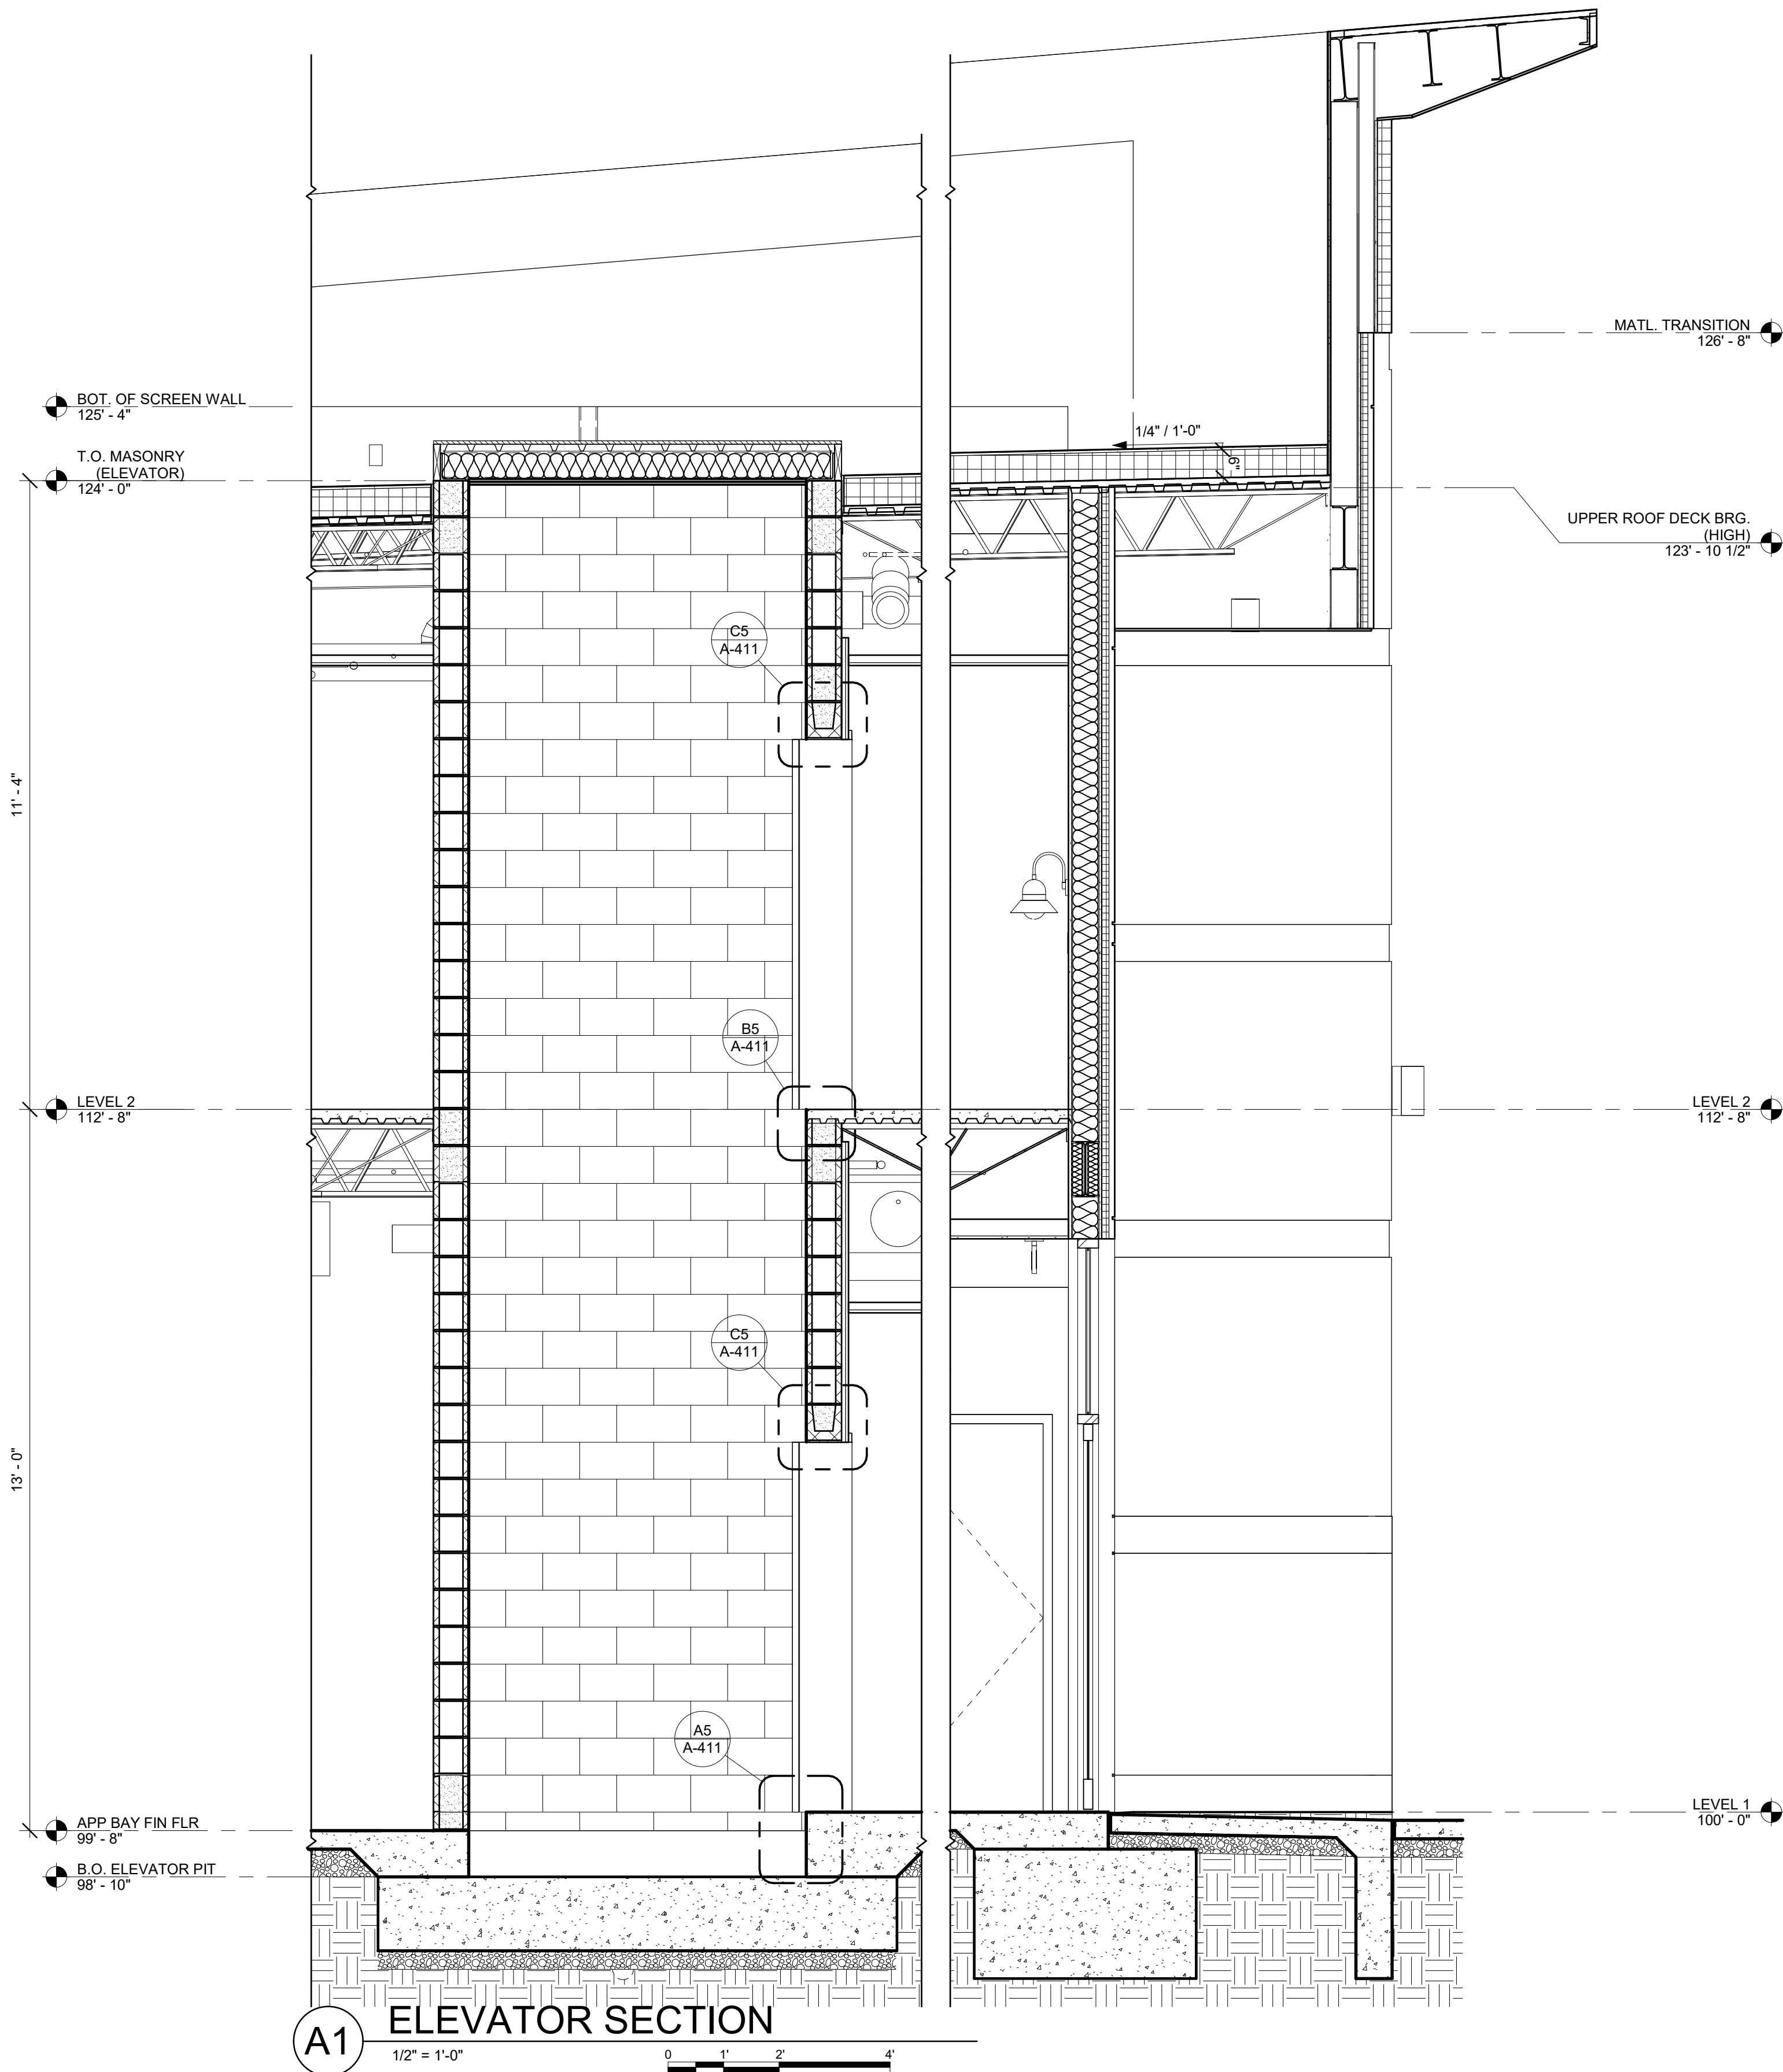 MATL. TRANSITION
126' - 8"
BOT. OF SCREEN WALL
125' - 4"
1/4" / 1'-0"
6"
T.O. MASONRY
(ELEVATOR)
124' - 0"
UPPER ROOF DECK BRG.
(HIGH)
123' - 10 1/2"
C5
A-411
11' - 4"
B5
A-411
LEVEL 2
112' - 8"
LEVEL 2
112' - 8"
C5
A-411
13' - 0"
A5
A-411
LEVEL 1
100' - 0"
APP BAY FIN FLR
99' - 8"
B.O. ELEVATOR PIT
98' - 10"
A1
ELEVATOR SECTION
1/2" = 1'-0"
0 1' 2' 4'